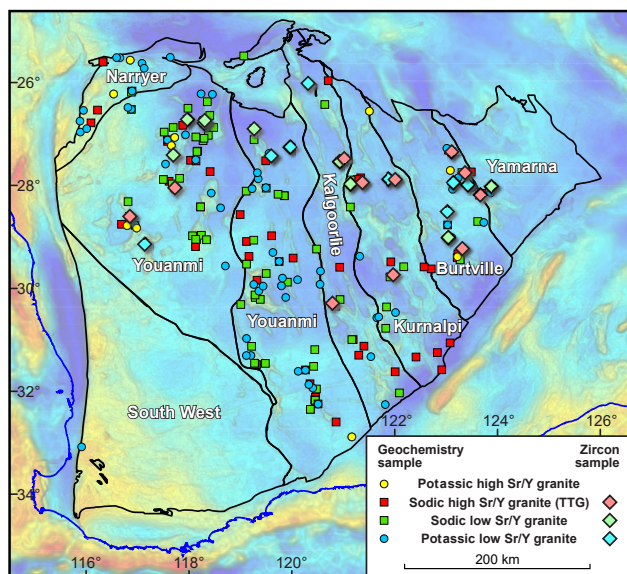 Narryer
26°
Yamarna
28°
Kalgoorlie
Youanmi
Burtville
30°
Youanmi
Kurnalpi
32°
South West
122° 124° 126°
34°
116° 118° 120°
Geochemistry sample Zircon sample
Potassic high Sr/Y granite
Sodic high Sr/Y granite (TTG)
Sodic low Sr/Y granite
Potassic low Sr/Y granite
200 km